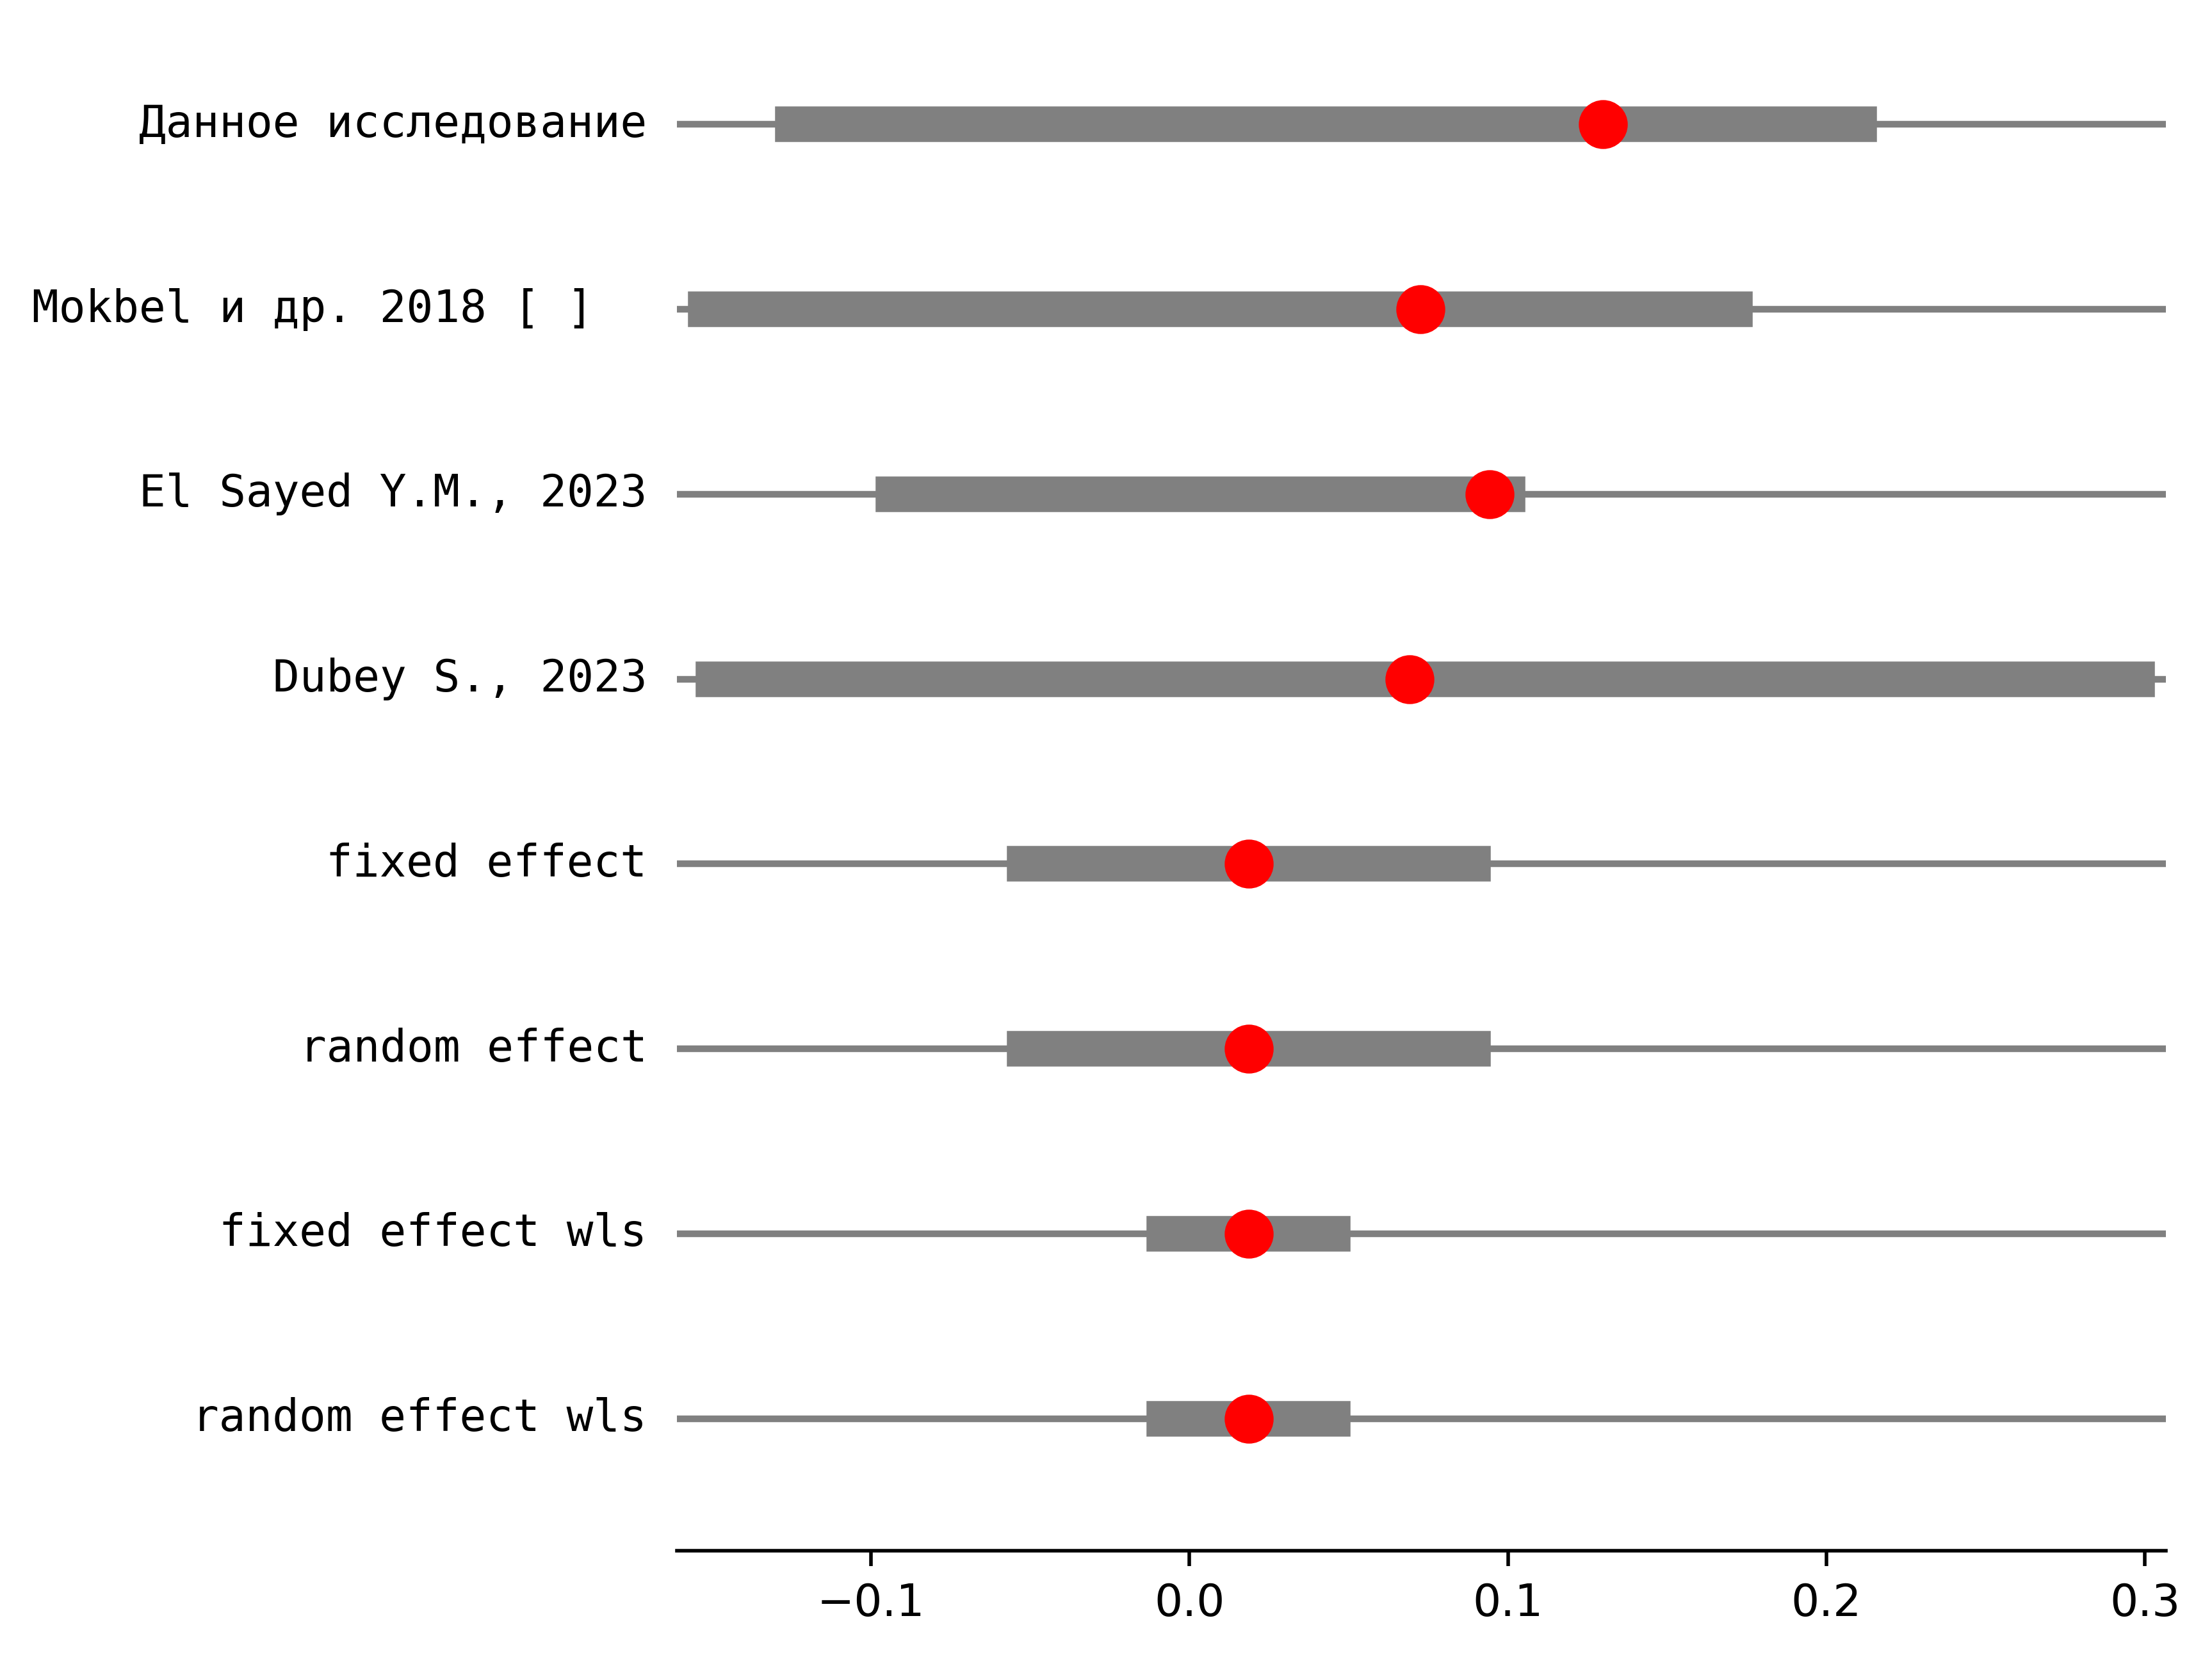 Данное исследование
Mokbel и др. 2018 [ ]
El Sayed Y.M., 2023
Dubey S., 2023
fixed effect
random effect
fixed effect wls
random effect wls
−0.1 0.0 0.1 0.2 0.3